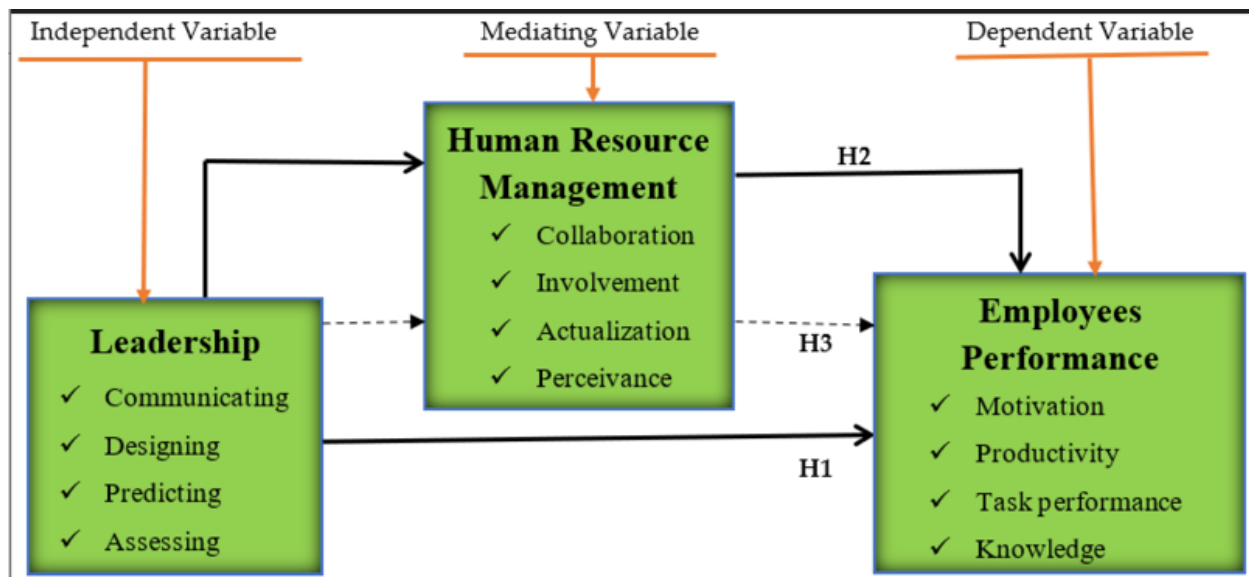 Independent Variable
Mediating Variable
Dependent Variable
Human Resource
Management
✓ Collaboration
✓ Involvement
✓ Actualization
✓ Perceivance
H2
Leadership
✓ Communicating
✓ Designing
✓ Predicting
✓ Assessing
H3
H1
Employees
Performance
✓ Motivation
✓ Productivity
✓ Task performance
✓ Knowledge